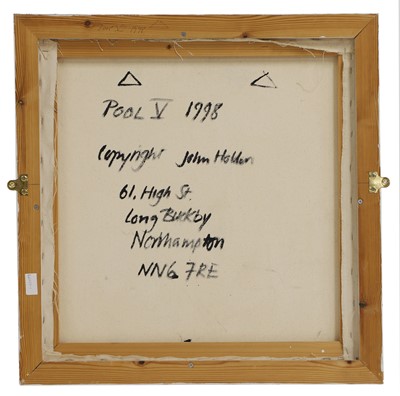 POOL V 1998
Copyright John Holden
61, High St.
Long Buckby
Northampton
NN6 7RE